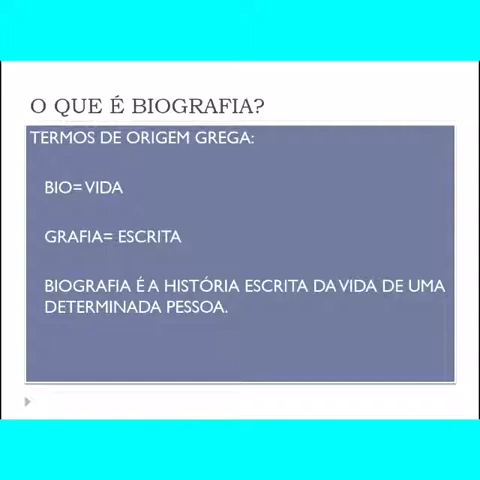 O QUE É BIOGRAFIA?
TERMOS DE ORIGEM GREGA:
BIO= VIDA
GRAFIA= ESCRITA
BIOGRAFIA É A HISTÓRIA ESCRITA DA VIDA DE UMA
DETERMINADA PESSOA.